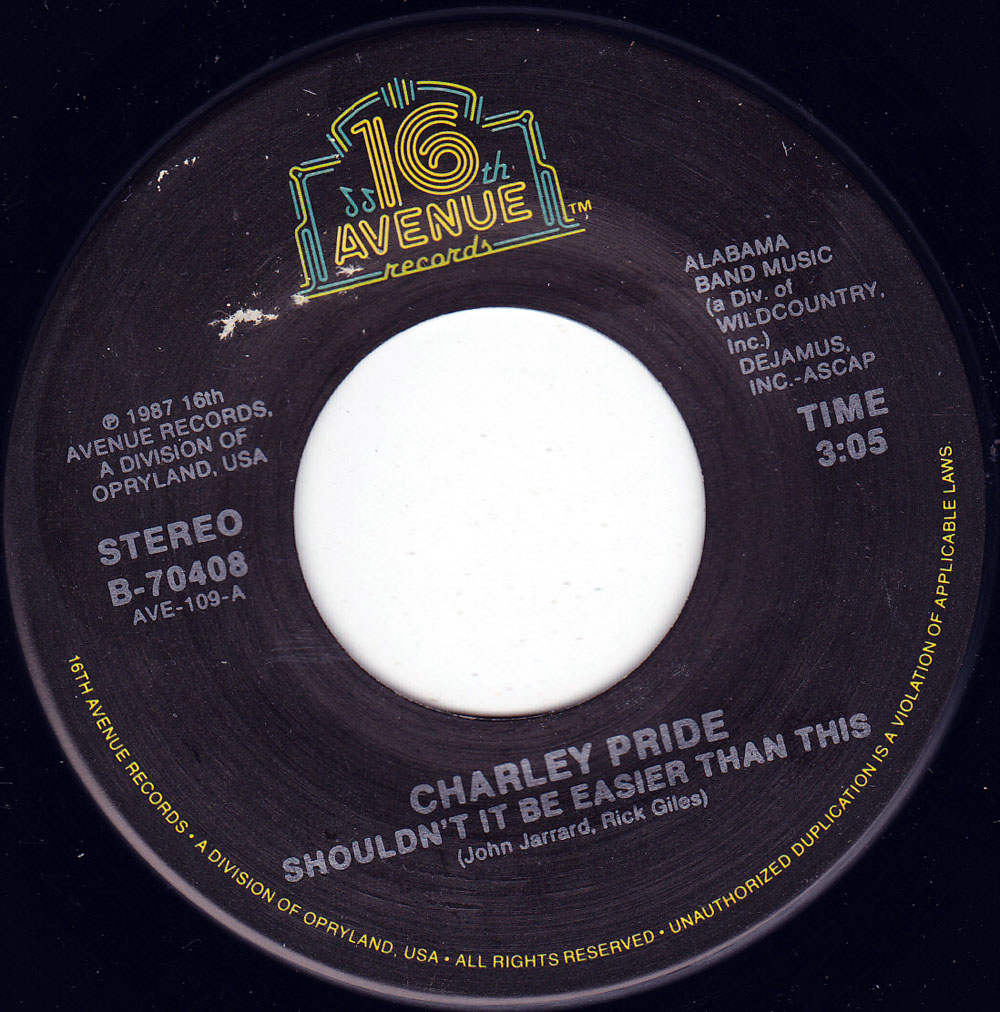 16th
AVENUE
records TM
ALABAMA
BAND MUSIC
(a Div. of
WILDCOUNTRY,
Inc.)
DEJAMUS,
INC.-ASCAP
TIME
3:05
℗ 1987 16th
AVENUE RECORDS,
A DIVISION OF
OPRYLAND, USA
STEREO
B-70408
AVE-109-A
CHARLEY PRIDE
SHOULDN'T IT BE EASIER THAN THIS
(John Jarrard, Rick Giles)
16TH AVENUE RECORDS • A DIVISION OF OPRYLAND, USA • ALL RIGHTS RESERVED • UNAUTHORIZED DUPLICATION IS A VIOLATION OF APPLICABLE LAWS